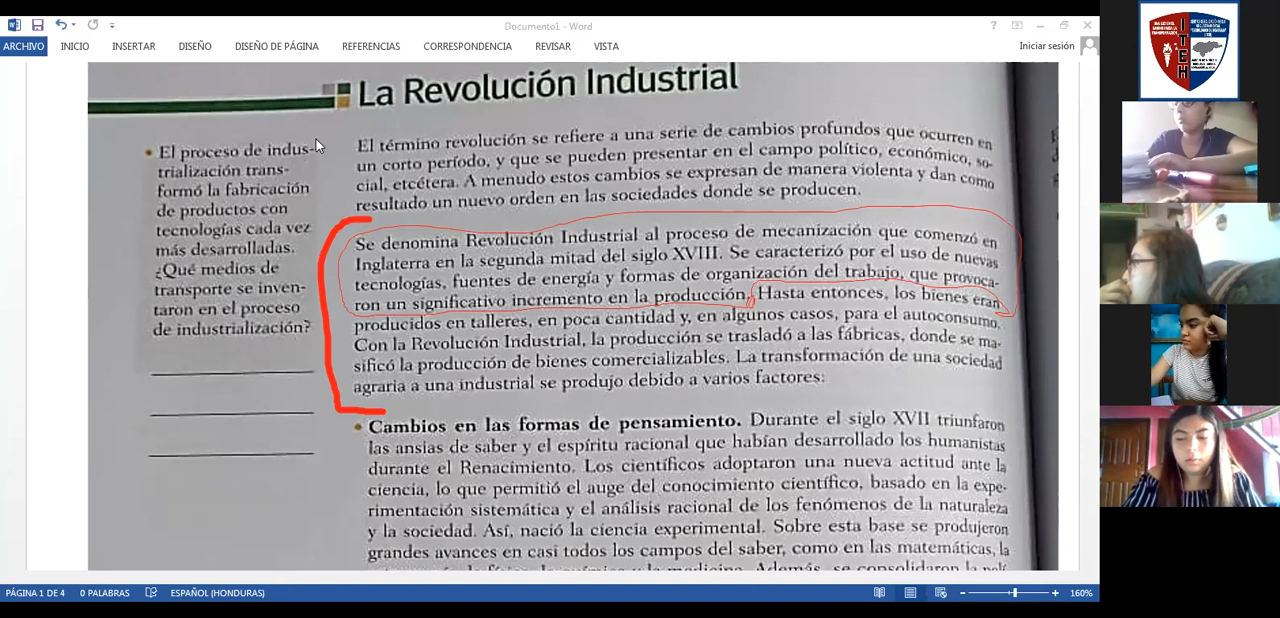 Documento1 - Word
ARCHIVO INICIO INSERTAR DISEÑO DISEÑO DE PÁGINA REFERENCIAS CORRESPONDENCIA REVISAR VISTA
Iniciar sesión
La Revolución Industrial
• El proceso de indus-
trialización trans-
formó la fabricación
de productos con
tecnologías cada vez
más desarrolladas.
¿Qué medios de
transporte se inven-
taron en el proceso
de industrialización?
El término revolución se refiere a una serie de cambios profundos que ocurren en
un corto período, y que se pueden presentar en el campo político, económico, so-
cial, etcétera. A menudo estos cambios se expresan de manera violenta y dan como
resultado un nuevo orden en las sociedades donde se producen.
Se denomina Revolución Industrial al proceso de mecanización que comenzó en
Inglaterra en la segunda mitad del siglo XVIII. Se caracterizó por el uso de nuevas
tecnologías, fuentes de energía y formas de organización del trabajo, que provoca-
ron un significativo incremento en la producción. Hasta entonces, los bienes eran
producidos en talleres, en poca cantidad y, en algunos casos, para el autoconsumo.
Con la Revolución Industrial, la producción se trasladó a las fábricas, donde se ma-
sificó la producción de bienes comercializables. La transformación de una sociedad
agraria a una industrial se produjo debido a varios factores:
• Cambios en las formas de pensamiento. Durante el siglo XVII triunfaron
las ansias de saber y el espíritu racional que habían desarrollado los humanistas
durante el Renacimiento. Los científicos adoptaron una nueva actitud ante la
ciencia, lo que permitió el auge del conocimiento científico, basado en la expe-
rimentación sistemática y el análisis racional de los fenómenos de la naturaleza
y la sociedad. Así, nació la ciencia experimental. Sobre esta base se produjeron
grandes avances en casi todos los campos del saber, como en las matemáticas, la
PÁGINA 1 DE 4 0 PALABRAS ESPAÑOL (HONDURAS) 160%
ITEH